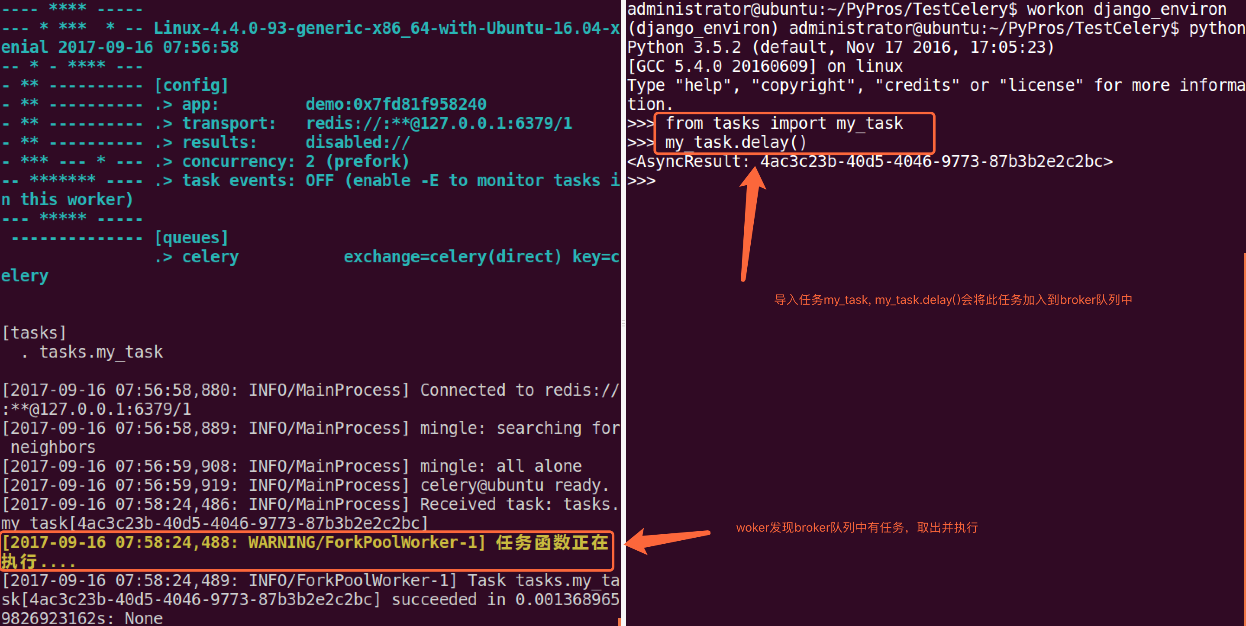 ---- **** -----
--- * ***  * -- Linux-4.4.0-93-generic-x86_64-with-Ubuntu-16.04-x
enial 2017-09-16 07:56:58
-- * - **** ---
- ** ---------- [config]
- ** ---------- .> app:         demo:0x7fd81f958240
- ** ---------- .> transport:   redis://:**@127.0.0.1:6379/1
- ** ---------- .> results:     disabled://
- *** --- * --- .> concurrency: 2 (prefork)
-- ******* ---- .> task events: OFF (enable -E to monitor tasks i
n this worker)
--- ***** -----
 -------------- [queues]
                .> celery           exchange=celery(direct) key=c
elery
[tasks]
  . tasks.my_task
[2017-09-16 07:56:58,880: INFO/MainProcess] Connected to redis://
:**@127.0.0.1:6379/1
[2017-09-16 07:56:58,889: INFO/MainProcess] mingle: searching for
 neighbors
[2017-09-16 07:56:59,908: INFO/MainProcess] mingle: all alone
[2017-09-16 07:56:59,919: INFO/MainProcess] celery@ubuntu ready.
[2017-09-16 07:58:24,486: INFO/MainProcess] Received task: tasks.
my_task[4ac3c23b-40d5-4046-9773-87b3b2e2c2bc]
[2017-09-16 07:58:24,488: WARNING/ForkPoolWorker-1] 任务函数正在
执行....
[2017-09-16 07:58:24,489: INFO/ForkPoolWorker-1] Task tasks.my_ta
sk[4ac3c23b-40d5-4046-9773-87b3b2e2c2bc] succeeded in 0.001368965
9826923162s: None
administrator@ubuntu:~/PyPros/TestCelery$ workon django_environ
(django_environ) administrator@ubuntu:~/PyPros/TestCelery$ python
Python 3.5.2 (default, Nov 17 2016, 17:05:23)
[GCC 5.4.0 20160609] on linux
Type "help", "copyright", "credits" or "license" for more informa
tion.
>>> from tasks import my_task
>>> my_task.delay()
<AsyncResult: 4ac3c23b-40d5-4046-9773-87b3b2e2c2bc>
>>>
导入任务my_task, my_task.delay()会将此任务加入到broker队列中
woker发现broker队列中有任务，取出并执行